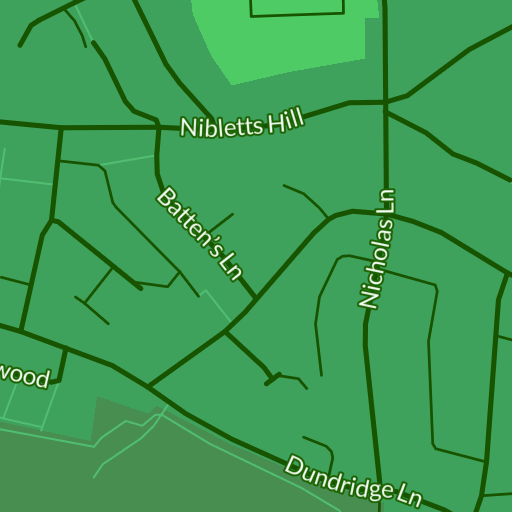 Nibletts Hill
Batten's Ln
Nicholas Ln
wood
Dundridge Ln